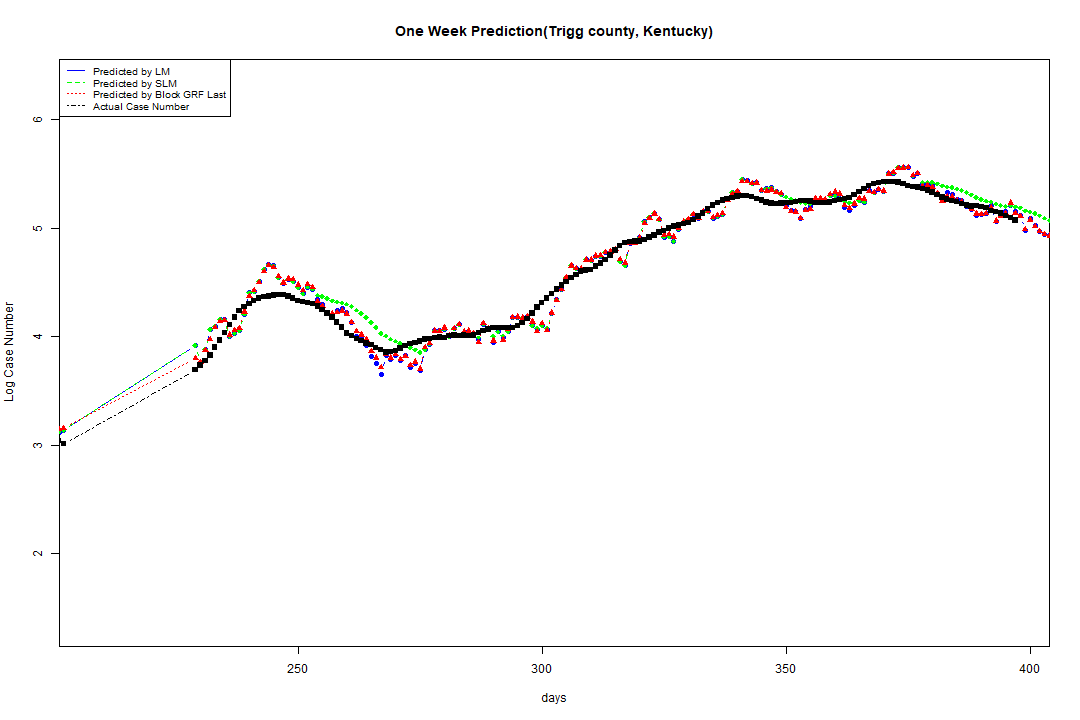 One Week Prediction(Trigg county, Kentucky)
Predicted by LM
Predicted by SLM
Predicted by Block GRF Last
Actual Case Number
6
5
4
3
2
Log Case Number
250
300
350
400
days